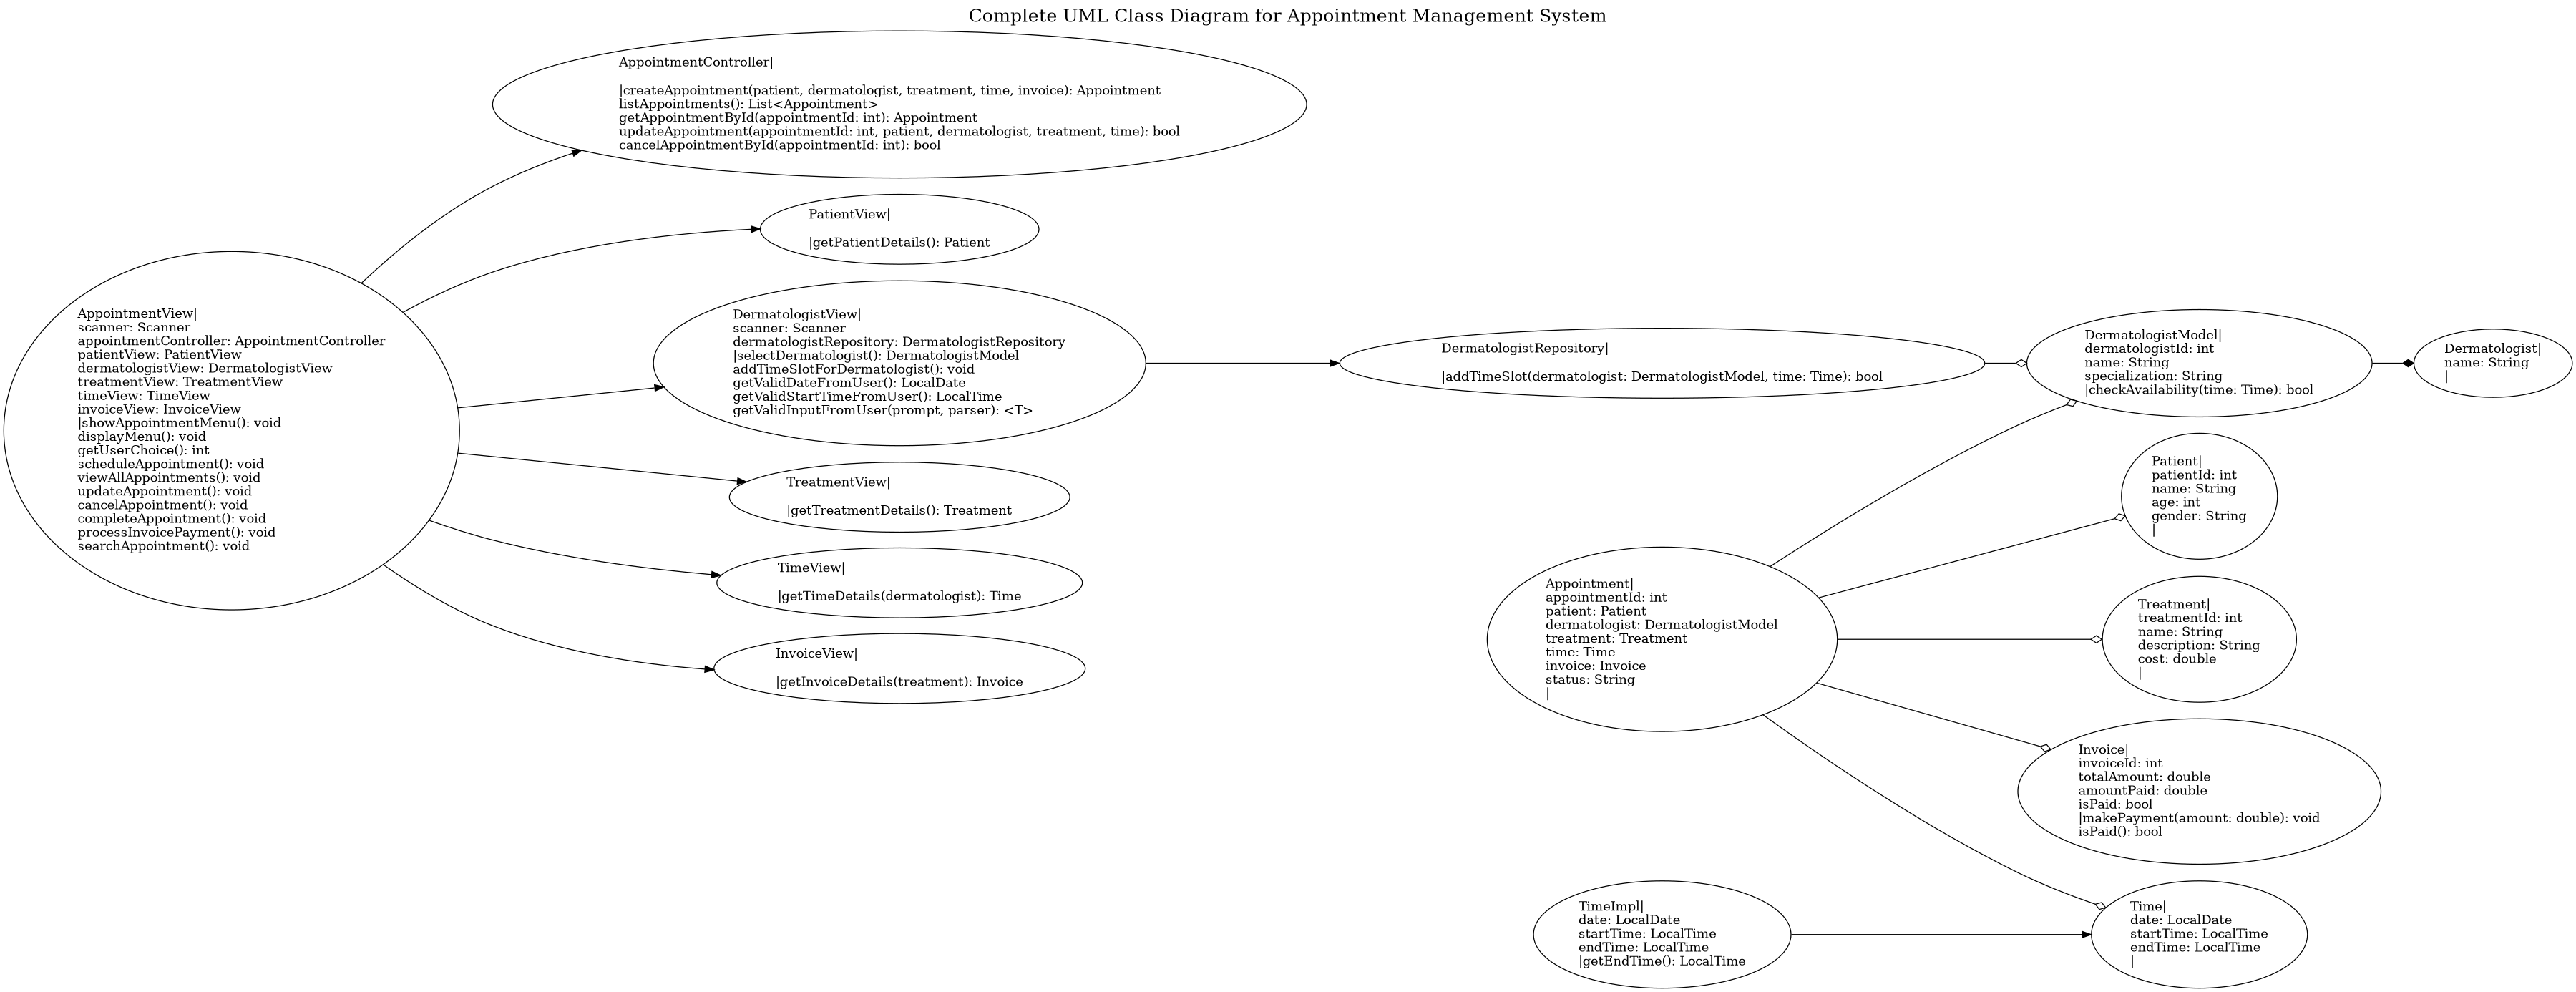 Complete UML Class Diagram for Appointment Management System
AppointmentController|
|createAppointment(patient, dermatologist, treatment, time, invoice): Appointment
listAppointments(): List<Appointment>
getAppointmentById(appointmentId: int): Appointment
updateAppointment(appointmentId: int, patient, dermatologist, treatment, time): bool
cancelAppointmentById(appointmentId: int): bool
PatientView|
|getPatientDetails(): Patient
AppointmentView|
scanner: Scanner
appointmentController: AppointmentController
patientView: PatientView
dermatologistView: DermatologistView
treatmentView: TreatmentView
timeView: TimeView
invoiceView: InvoiceView
|showAppointmentMenu(): void
displayMenu(): void
getUserChoice(): int
scheduleAppointment(): void
viewAllAppointments(): void
updateAppointment(): void
cancelAppointment(): void
completeAppointment(): void
processInvoicePayment(): void
searchAppointment(): void
DermatologistView|
scanner: Scanner
dermatologistRepository: DermatologistRepository
|selectDermatologist(): DermatologistModel
addTimeSlotForDermatologist(): void
getValidDateFromUser(): LocalDate
getValidStartTimeFromUser(): LocalTime
getValidInputFromUser(prompt, parser): <T>
DermatologistRepository|
|addTimeSlot(dermatologist: DermatologistModel, time: Time): bool
DermatologistModel|
dermatologistId: int
name: String
specialization: String
|checkAvailability(time: Time): bool
Dermatologist|
name: String
|
TreatmentView|
|getTreatmentDetails(): Treatment
TimeView|
|getTimeDetails(dermatologist): Time
InvoiceView|
|getInvoiceDetails(treatment): Invoice
Patient|
patientId: int
name: String
age: int
gender: String
|
Appointment|
appointmentId: int
patient: Patient
dermatologist: DermatologistModel
treatment: Treatment
time: Time
invoice: Invoice
status: String
|
Treatment|
treatmentId: int
name: String
description: String
cost: double
|
Invoice|
invoiceId: int
totalAmount: double
amountPaid: double
isPaid: bool
|makePayment(amount: double): void
isPaid(): bool
TimeImpl|
date: LocalDate
startTime: LocalTime
endTime: LocalTime
|getEndTime(): LocalTime
Time|
date: LocalDate
startTime: LocalTime
endTime: LocalTime
|